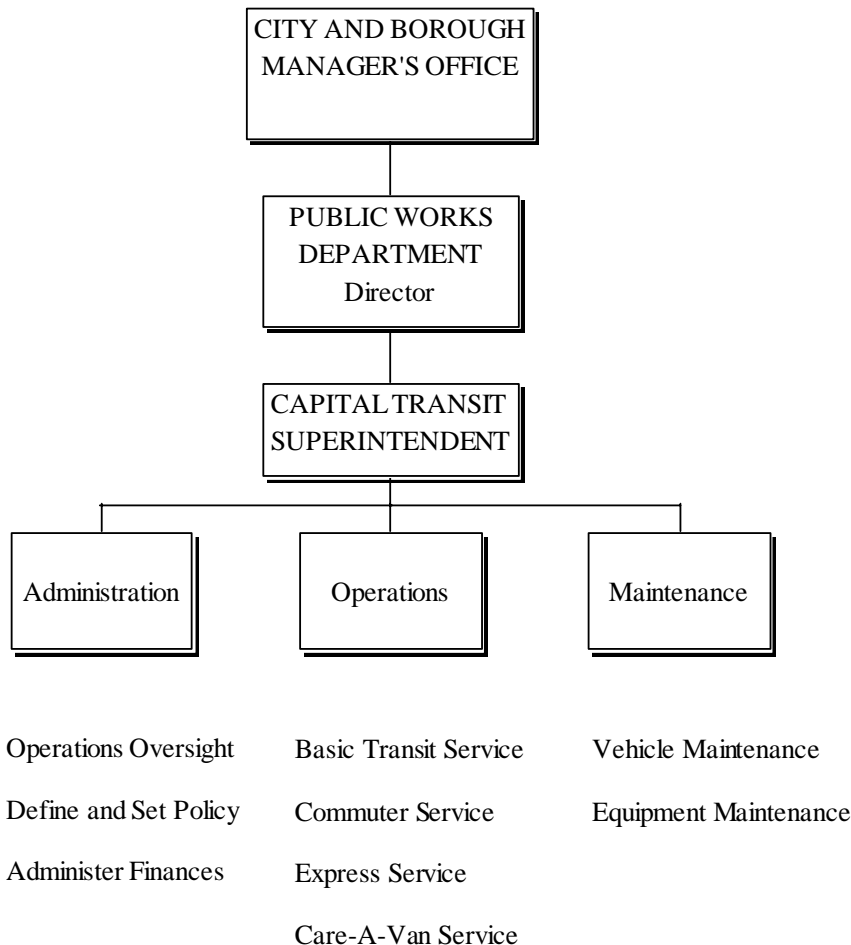 CITY AND BOROUGH
MANAGER'S OFFICE
PUBLIC WORKS
DEPARTMENT
Director
CAPITAL TRANSIT
SUPERINTENDENT
Administration
Operations
Maintenance
Operations Oversight
Define and Set Policy
Administer Finances
Basic Transit Service
Commuter Service
Express Service
Care-A-Van Service
Vehicle Maintenance
Equipment Maintenance